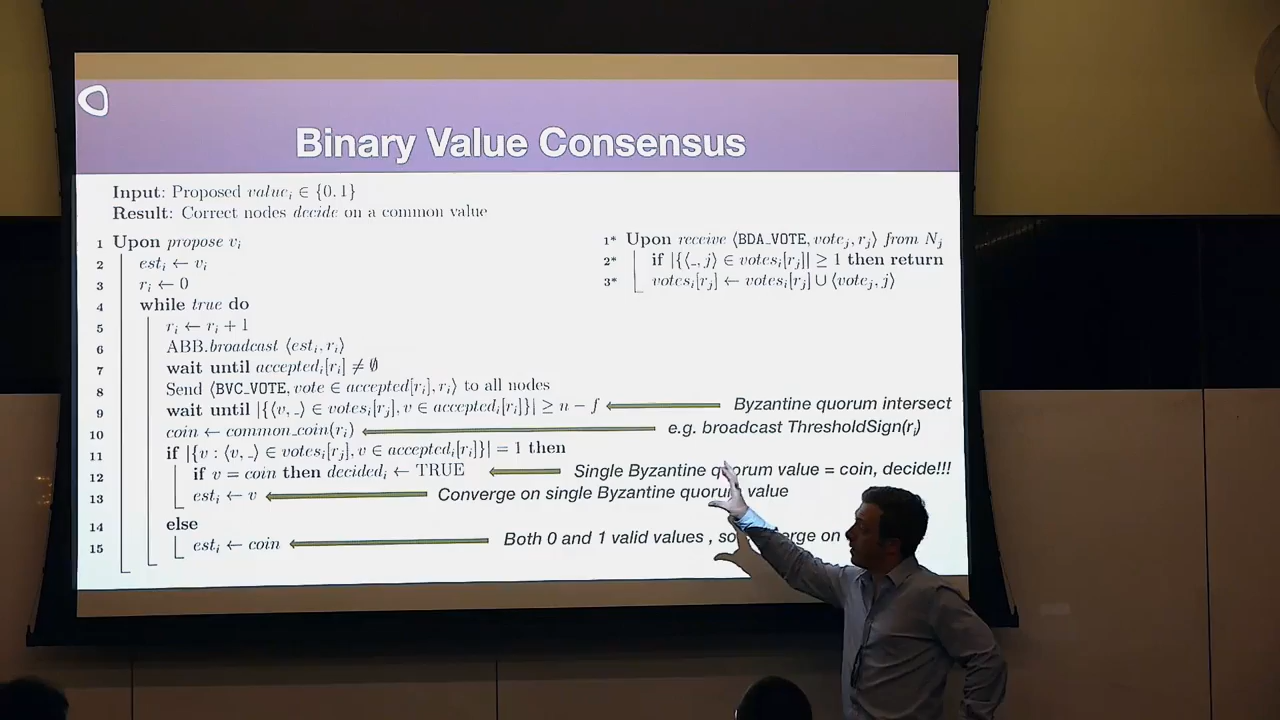 Binary Value Consensus
Input: Proposed value_i ∈ {0, 1}
Result: Correct nodes decide on a common value
1 Upon propose v_i
2 est_i ← v_i
3 r_i ← 0
4 while true do
5 r_i ← r_i + 1
6 ABB.broadcast ⟨est_i, r_i⟩
7 wait until accepted_i[r_i] ≠ ∅
8 Send ⟨BVC_VOTE, vote ∈ accepted[r_i], r_i⟩ to all nodes
9 wait until |{⟨v, _⟩ ∈ votes_i[r_j], v ∈ accepted_i[r_i]}| ≥ n − f Byzantine quorum intersect
10 coin ← common_coin(r_i) e.g. broadcast ThresholdSign(r_i)
11 if |{v : ⟨v, _⟩ ∈ votes_i[r_j], v ∈ accepted_i[r_i]}| = 1 then
12 if v = coin then decided_i ← TRUE Single Byzantine quorum value = coin, decide!!!
13 est_i ← v Converge on single Byzantine quorum value
14 else
15 est_i ← coin Both 0 and 1 valid values , so on
1* Upon receive ⟨BDA_VOTE, vote_j, r_j⟩ from N_j
2* if |{⟨_, j⟩ ∈ votes_i[r_j]| ≥ 1 then return
3* votes_i[r_j] ← votes_i[r_j] ∪ ⟨vote_j, j⟩